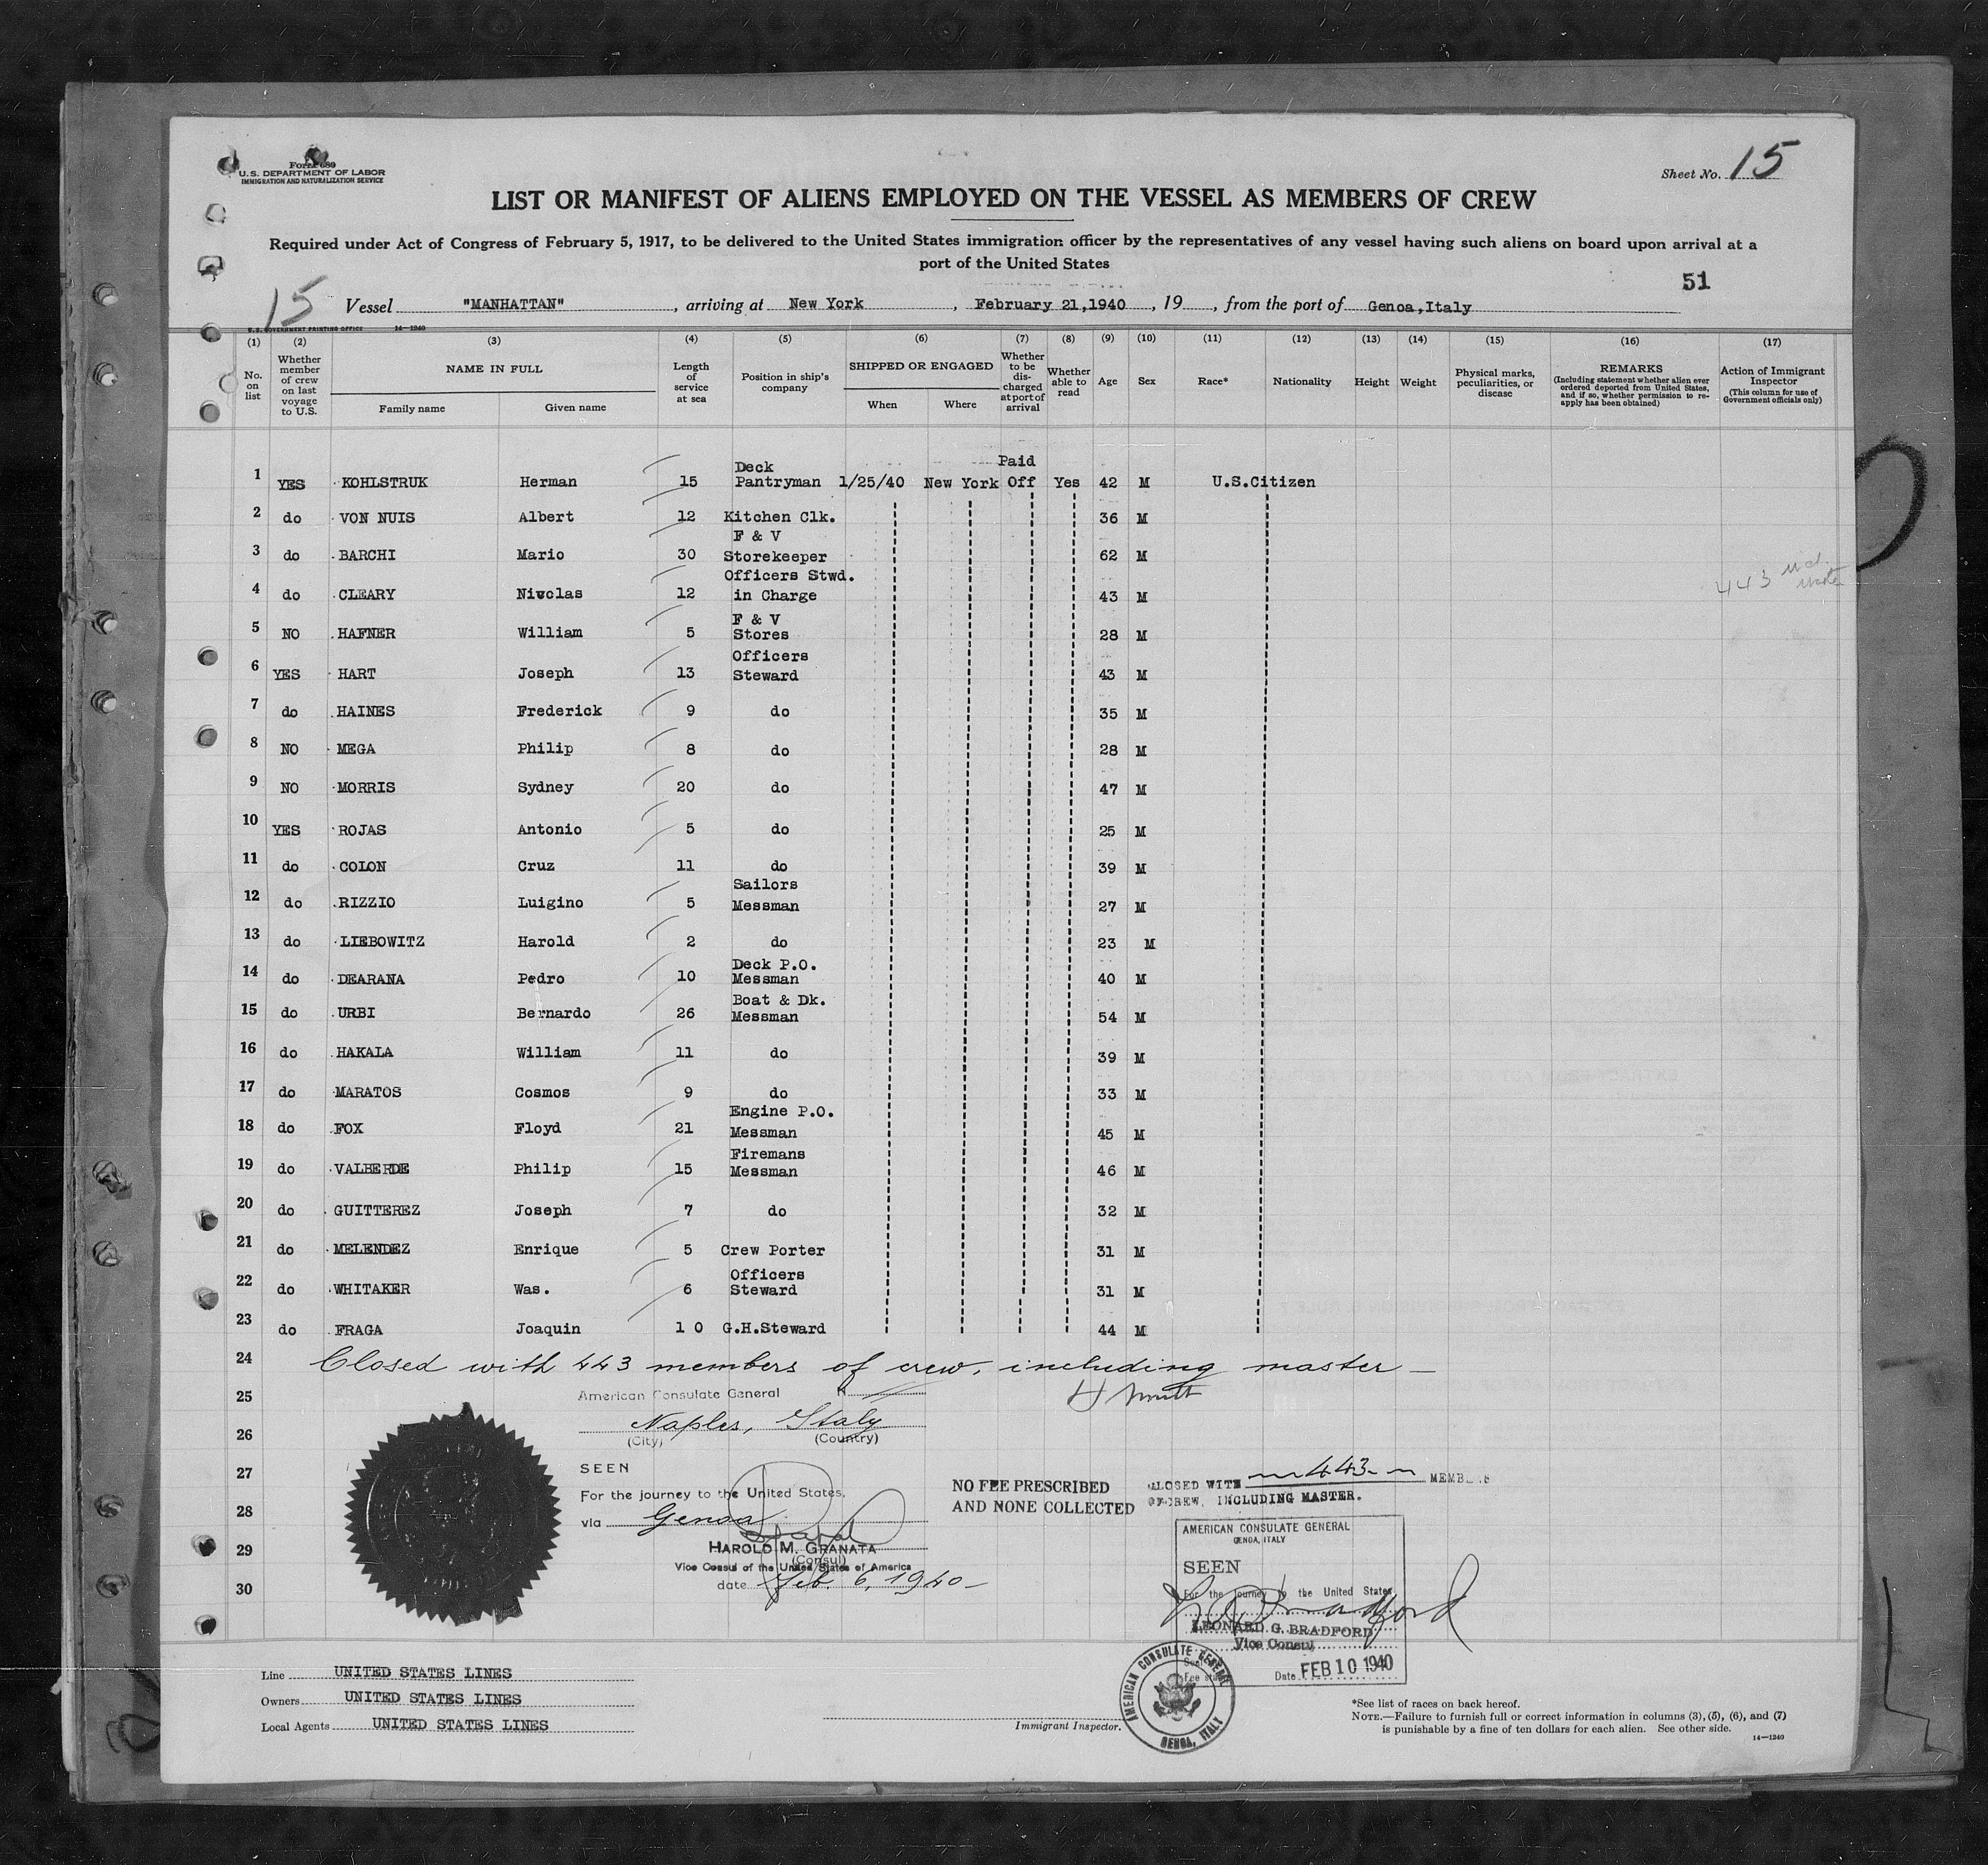 Form 689
U.S. DEPARTMENT OF LABOR
IMMIGRATION AND NATURALIZATION SERVICE
Sheet No. 15
LIST OR MANIFEST OF ALIENS EMPLOYED ON THE VESSEL AS MEMBERS OF CREW
Required under Act of Congress of February 5, 1917, to be delivered to the United States immigration officer by the representatives of any vessel having such aliens on board upon arrival at a
port of the United States
51
15 Vessel "MANHATTAN", arriving at New York, February 21,1940, 19, from the port of Genoa,Italy
U.S. GOVERNMENT PRINTING OFFICE 14—1240
(1) (2) (3) (4) (5) (6) (7) (8) (9) (10) (11) (12) (13) (14) (15) (16) (17)
No. on list
Whether member of crew on last voyage to U.S.
NAME IN FULL
Family name Given name
Length of service at sea
Position in ship's company
SHIPPED OR ENGAGED
When Where
Whether to be discharged at port of arrival
Whether able to read
Age Sex Race* Nationality Height Weight
Physical marks, peculiarities, or disease
REMARKS
(Including statement whether alien ever ordered deported from United States, and if so, whether permission to reapply has been obtained)
Action of Immigrant Inspector
(This column for use of Government officials only)
1 YES KOHLSTRUK Herman 15 Deck Pantryman 1/25/40 New York Paid Off Yes 42 M U.S.Citizen
2 do VON NUIS Albert 12 Kitchen Clk. 36 M
3 do BARCHI Mario 30 F & V Storekeeper 62 M
4 do CLEARY Nivolas 12 Officers Stwd. in Charge 43 M
443 incl. master
5 NO HAFNER William 5 F & V Stores 28 M
6 YES HART Joseph 13 Officers Steward 43 M
7 do HAINES Frederick 9 do 35 M
8 NO MEGA Philip 8 do 28 M
9 NO MORRIS Sydney 20 do 47 M
10 YES ROJAS Antonio 5 do 25 M
11 do COLON Cruz 11 do 39 M
12 do RIZZIO Luigino 5 Sailors Messman 27 M
13 do LIEBOWITZ Harold 2 do 23 M
14 do DEARANA Pedro 10 Deck P.O. Messman 40 M
15 do URBI Bernardo 26 Boat & Dk. Messman 54 M
16 do HAKALA William 11 do 39 M
17 do MARATOS Cosmos 9 do 33 M
18 do FOX Floyd 21 Engine P.O. Messman 45 M
19 do VALBERDE Philip 15 Firemans Messman 46 M
20 do GUITTEREZ Joseph 7 do 32 M
21 do MELENDEZ Enrique 5 Crew Porter 31 M
22 do WHITAKER Was. 6 Officers Steward 31 M
23 do FRAGA Joaquin 1 0 G.H.Steward 44 M
24 Closed with 443 members of crew, including master —
25 American Consulate General
26 Naples, Italy
(City) (Country)
27 SEEN
NO FEE PRESCRIBED
AND NONE COLLECTED
CLOSED WITH 443 MEMBERS
OF CREW, INCLUDING MASTER.
28 For the journey to the United States,
via Genoa
29 HAROLD M. GRANATA
(Consul)
Vice Consul of the United States of America
30 date Feb. 6, 1940
AMERICAN CONSULATE GENERAL
GENOA, ITALY
SEEN
For the journey to the United States
LEONARD G. BRADFORD
Vice Consul
Date FEB 10 1940
AMERICAN CONSULATE GENERAL
GENOA, ITALY
Line UNITED STATES LINES
Owners UNITED STATES LINES
Local Agents UNITED STATES LINES
Immigrant Inspector.
*See list of races on back hereof.
NOTE.—Failure to furnish full or correct information in columns (3), (5), (6), and (7)
is punishable by a fine of ten dollars for each alien. See other side.
14—1240